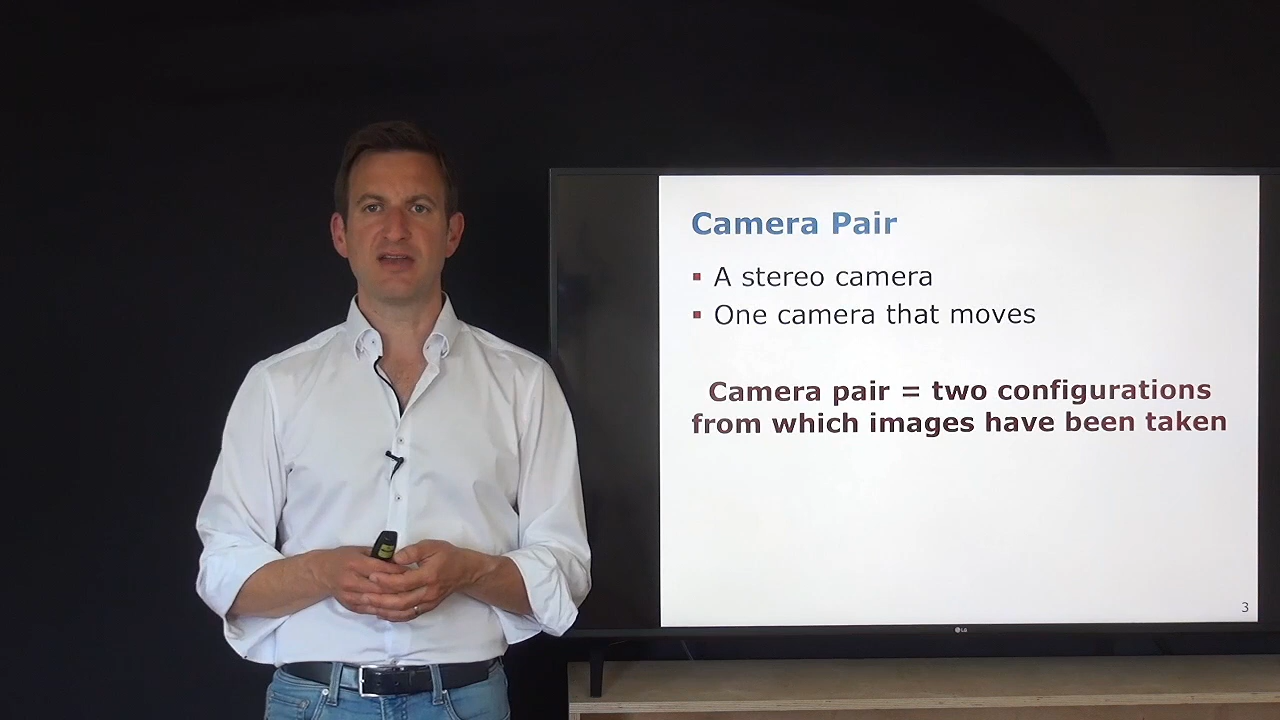 Camera Pair
A stereo camera
One camera that moves
Camera pair = two configurations
from which images have been taken
3
LG